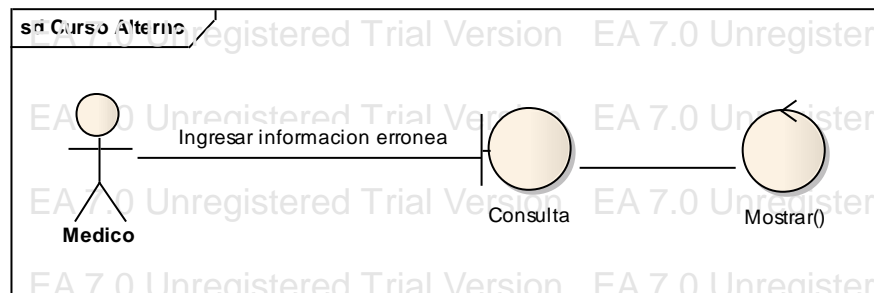 sd Curso Alterno
EA 7.0 Unregistered Trial Version EA 7.0 Unregister
EA 7.0 Unregistered Trial Version EA 7.0 Unregister
Ingresar informacion erronea
EA 7.0 Unregistered Trial Version EA 7.0 Unregister
Consulta
Mostrar()
Medico
EA 7.0 Unregistered Trial Version EA 7.0 Unregister